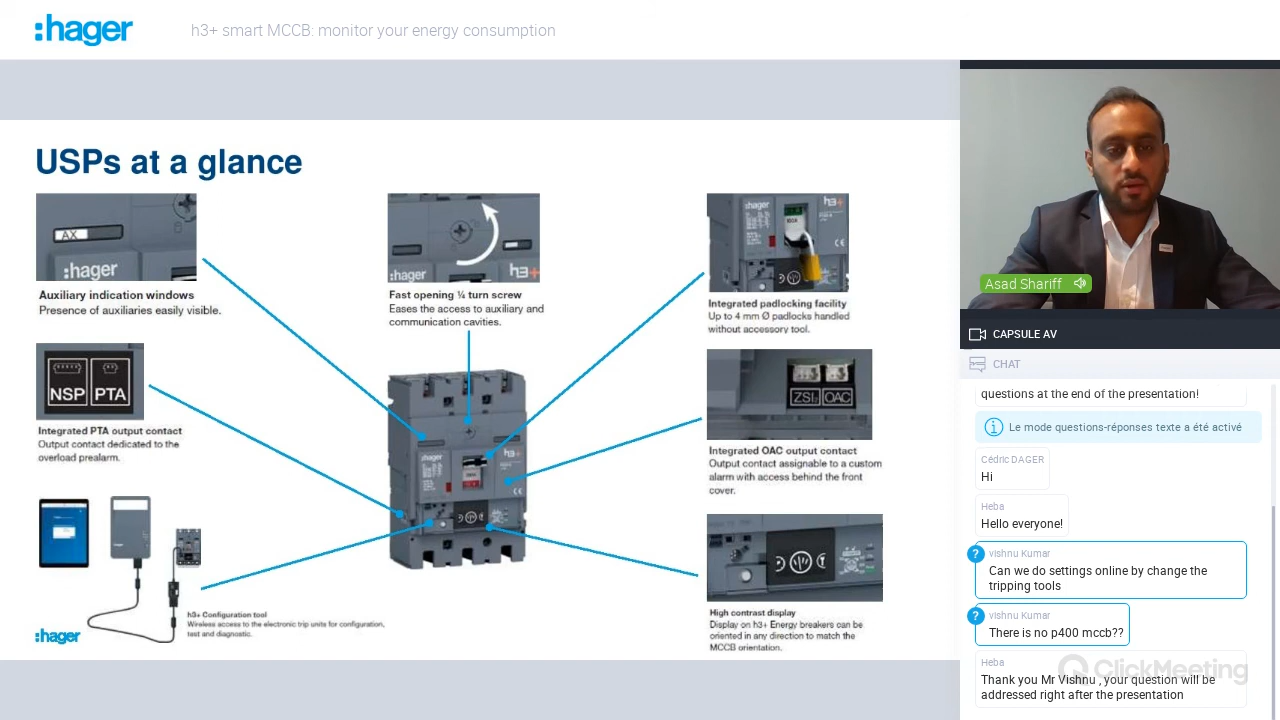 :hager
h3+ smart MCCB: monitor your energy consumption
USPs at a glance
AX
:hager
Auxiliary indication windows
Presence of auxiliaries easily visible.
:hager
h3+
Fast opening ¼ turn screw
Eases the access to auxiliary and
communication cavities.
:hager
h3+
Integrated padlocking facility
Up to 4 mm Ø padlocks handled
without accessory tool.
NSP PTA
Integrated PTA output contact
Output contact dedicated to the
overload prealarm.
ZSI OAC
Integrated OAC output contact
Output contact assignable to a custom
alarm with access behind the front
cover.
:hager
h3+
CE
h3+ Configuration tool
Wireless access to the electronic trip units for configuration,
test and diagnostic.
High contrast display
Display on h3+ Energy breakers can be
oriented in any direction to match the
MCCB orientation.
:hager
Asad Shariff
CAPSULE AV
CHAT
questions at the end of the presentation!
Le mode questions-réponses texte a été activé
Cédric DAGER
Hi
Heba
Hello everyone!
?
vishnu Kumar
Can we do settings online by change the
tripping tools
?
vishnu Kumar
There is no p400 mccb??
Heba
Thank you Mr Vishnu , your question will be
addressed right after the presentation
ClickMeeting